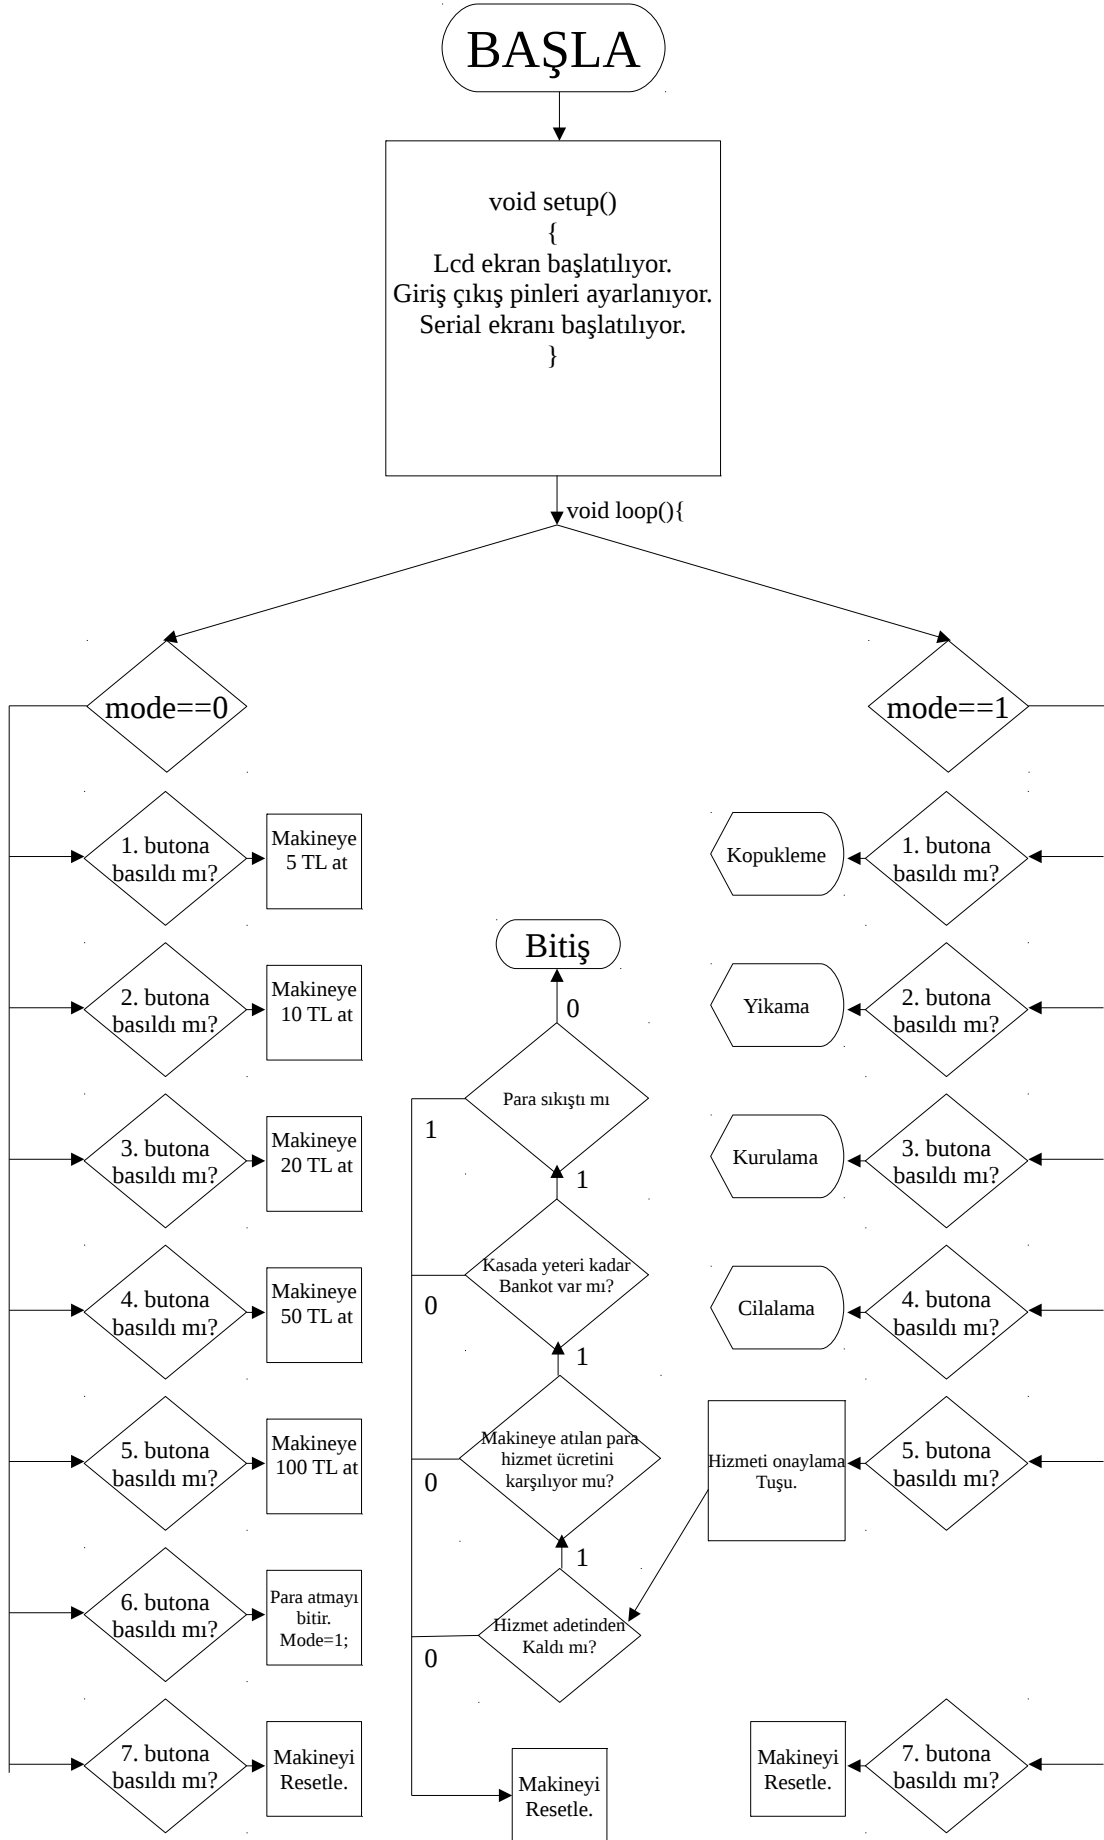 BAŞLA
void setup()
{
Lcd ekran başlatılıyor.
Giriş çıkış pinleri ayarlanıyor.
Serial ekranı başlatılıyor.
}
void loop(){
mode==0
mode==1
1. butona
basıldı mı?
Makineye
5 TL at
2. butona
basıldı mı?
Makineye
10 TL at
3. butona
basıldı mı?
Makineye
20 TL at
4. butona
basıldı mı?
Makineye
50 TL at
5. butona
basıldı mı?
Makineye
100 TL at
6. butona
basıldı mı?
Para atmayı
bitir.
Mode=1;
7. butona
basıldı mı?
Makineyi
Resetle.
Bitiş
0
Para sıkıştı mı
1
1
Kasada yeteri kadar
Bankot var mı?
0
1
Makineye atılan para
hizmet ücretini
karşılıyor mu?
0
1
Hizmet adetinden
Kaldı mı?
0
Makineyi
Resetle.
Kopukleme
1. butona
basıldı mı?
Yikama
2. butona
basıldı mı?
Kurulama
3. butona
basıldı mı?
Cilalama
4. butona
basıldı mı?
Hizmeti onaylama
Tuşu.
5. butona
basıldı mı?
Makineyi
Resetle.
7. butona
basıldı mı?